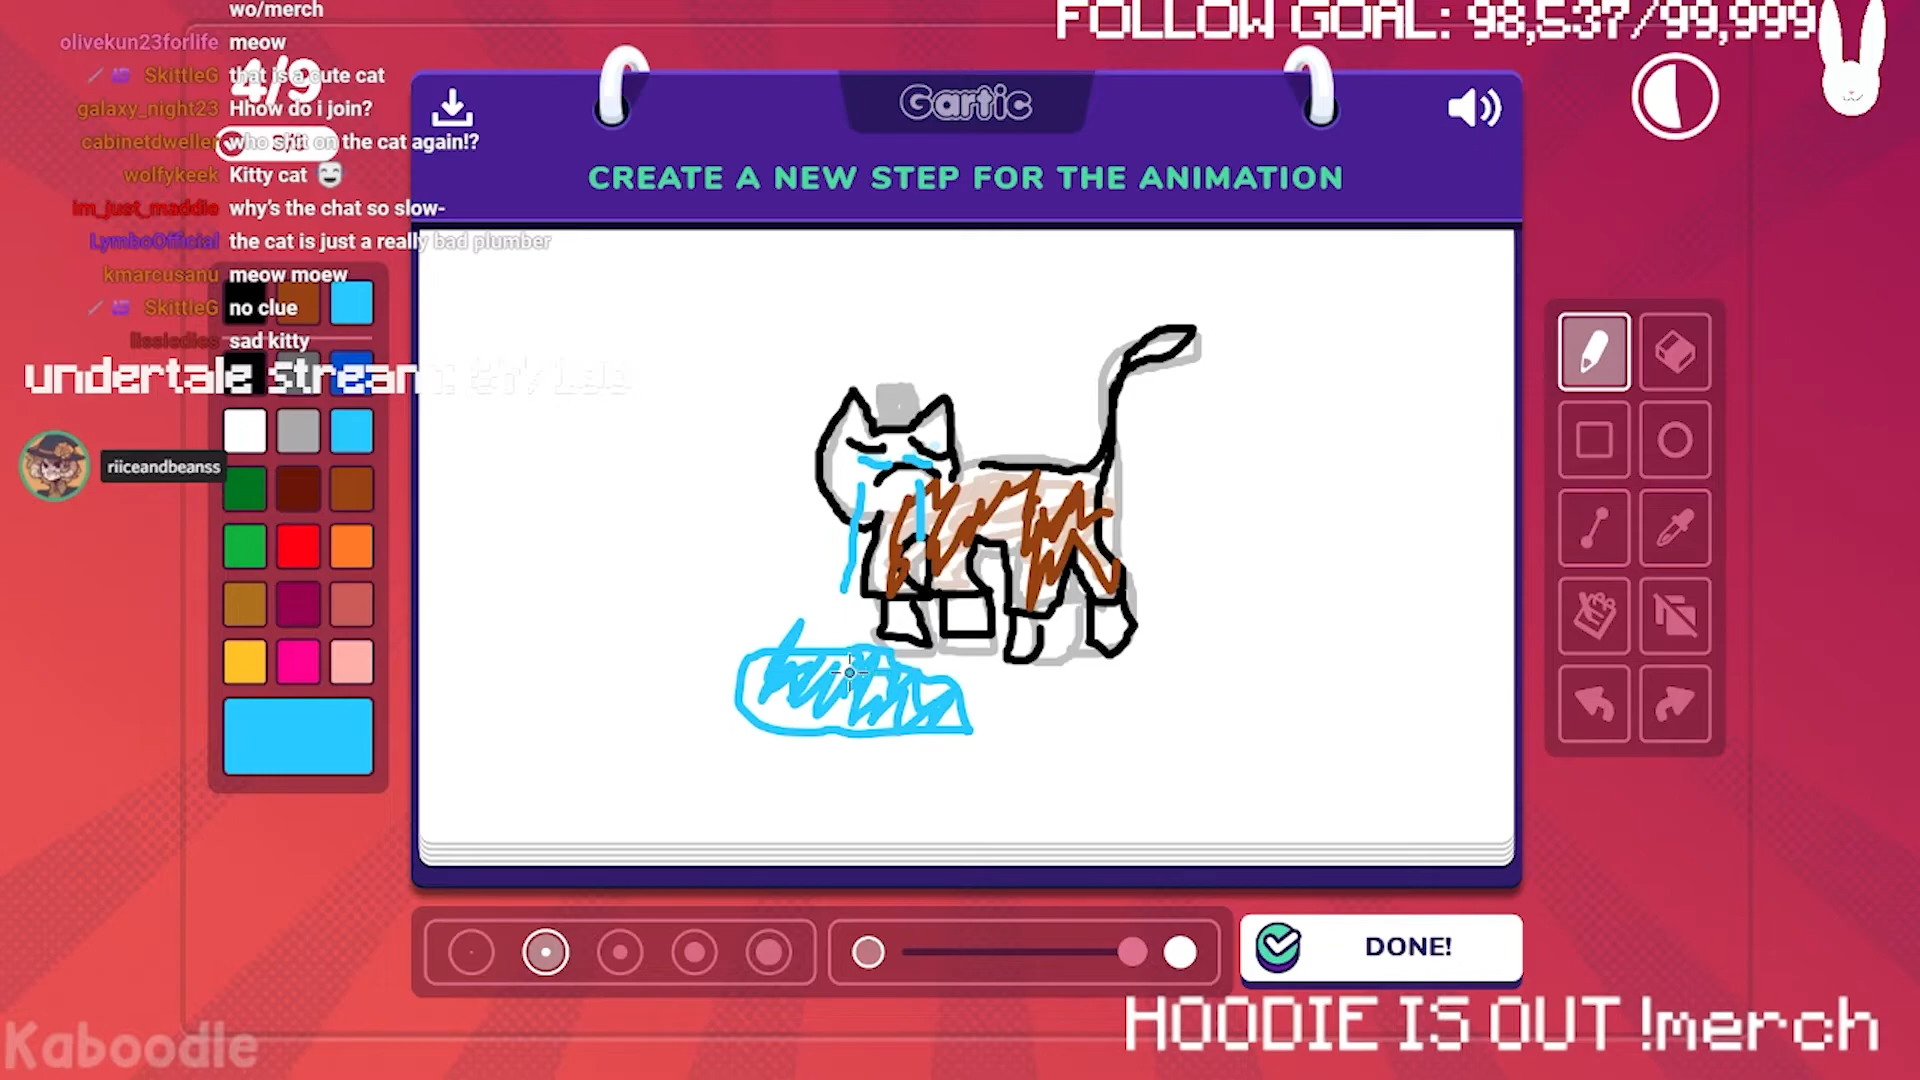 wo/merch
FOLLOW GOAL: 98,537/99,999
olivekun23forlife meow
SkittleG that is a cute cat
4/9
galaxy_night23 Hhow do i join?
cabinetdweller who shit on the cat again!?
wolfykeek Kitty cat
im_just_maddie why's the chat so slow-
LymboOfficial the cat is just a really bad plumber
kmarcusanu meow moew
SkittleG no clue
sad kitty
undertale stream:
riiceandbeanss
Gartic
CREATE A NEW STEP FOR THE ANIMATION
DONE!
HOODIE IS OUT !merch
Kaboodle